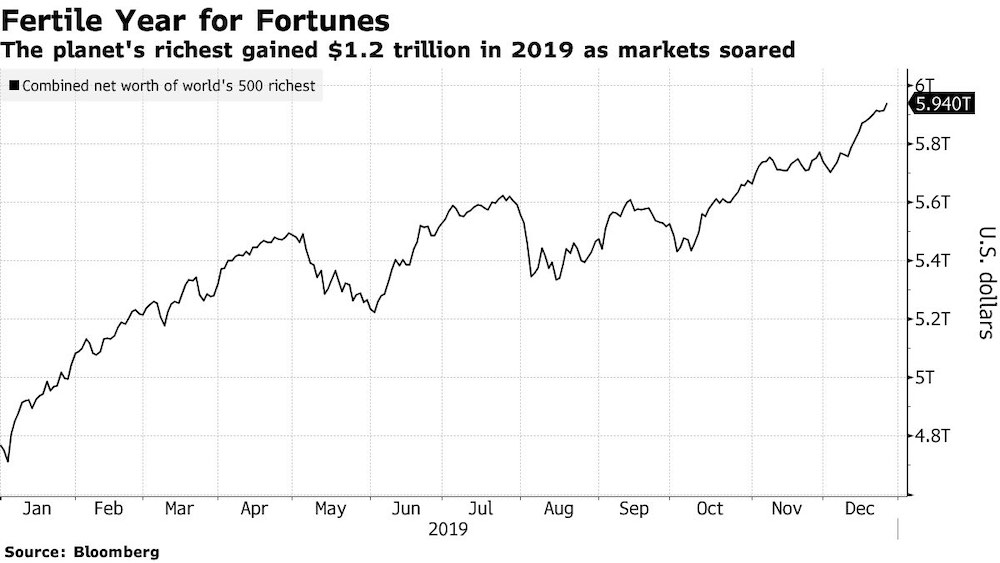 Fertile Year for Fortunes
The planet's richest gained $1.2 trillion in 2019 as markets soared
Combined net worth of world's 500 richest
6T
5.940T
5.8T
5.6T
5.4T
5.2T
5T
4.8T
U.S. dollars
Jan Feb Mar Apr May Jun Jul Aug Sep Oct Nov Dec
2019
Source: Bloomberg